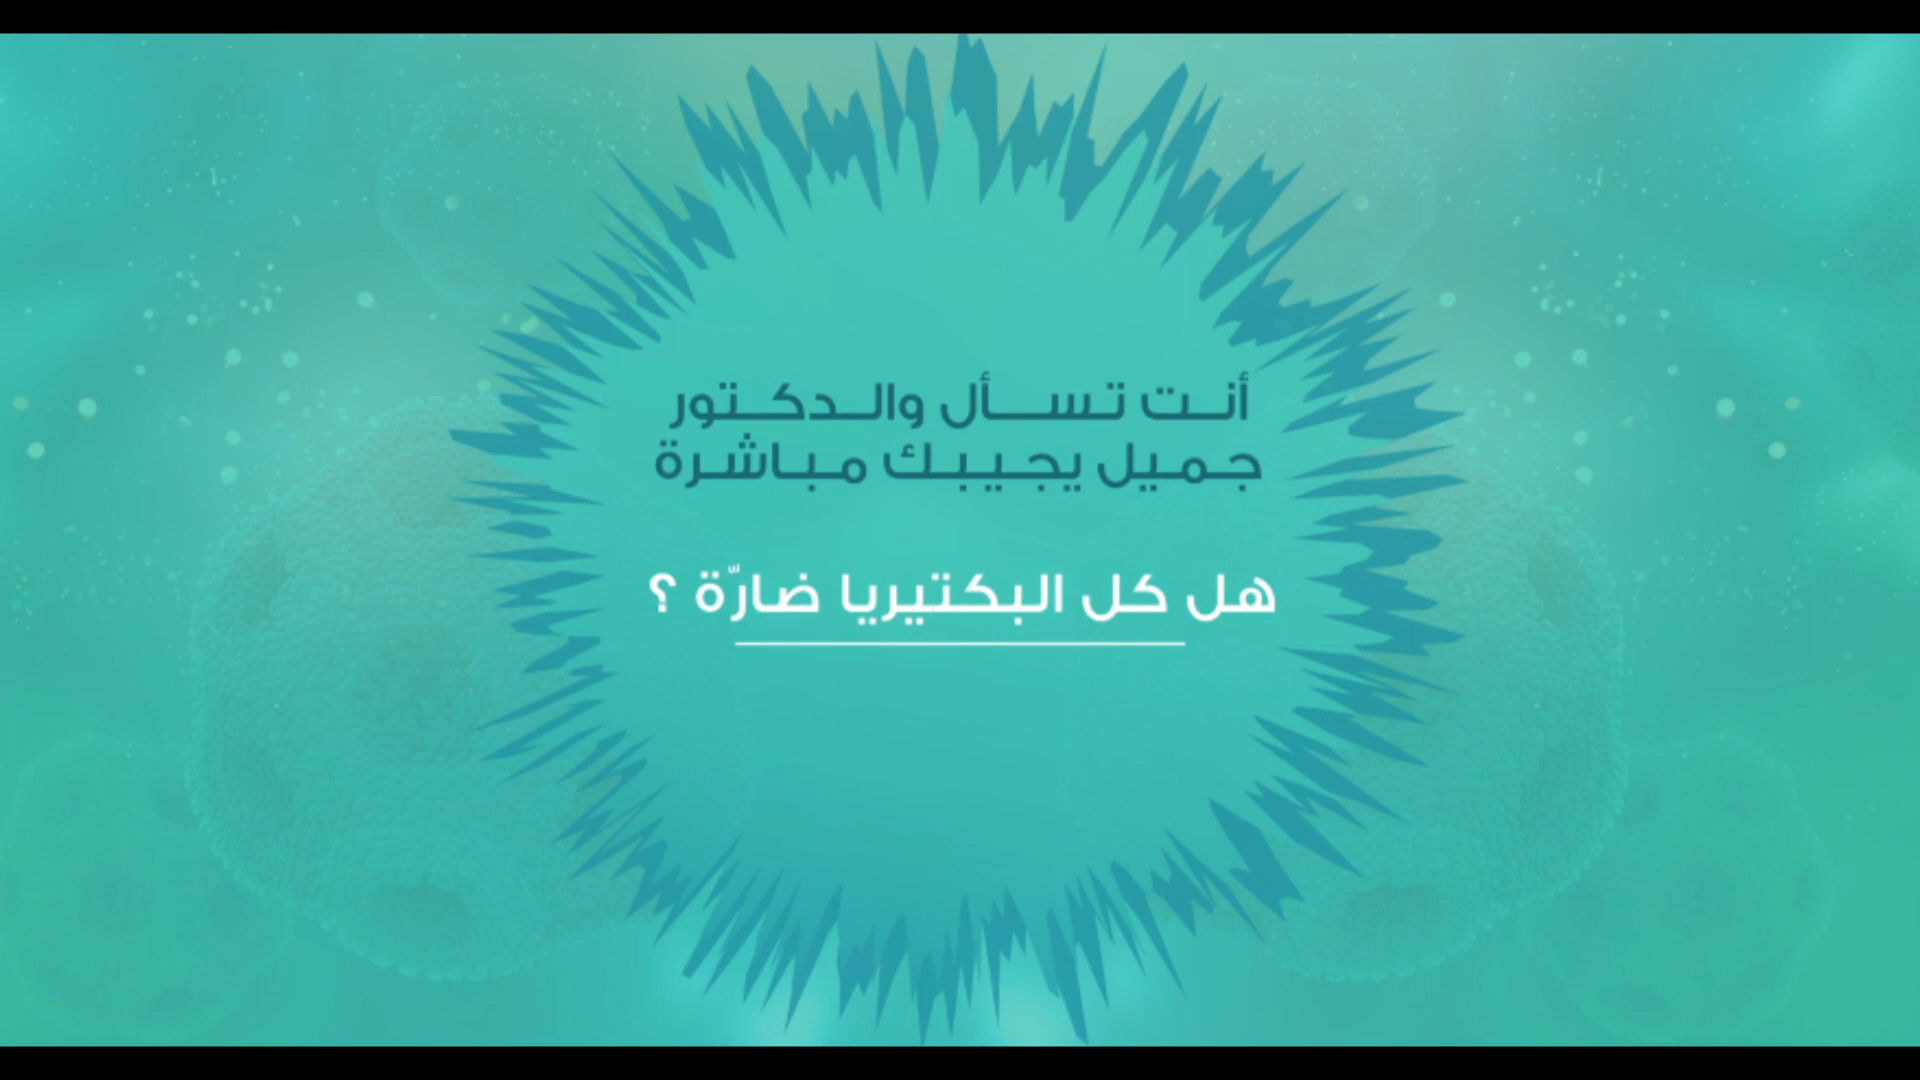 أنت تسأل والدكتور
جميل يجيبك مباشرة
هل كل البكتيريا ضارّة ؟